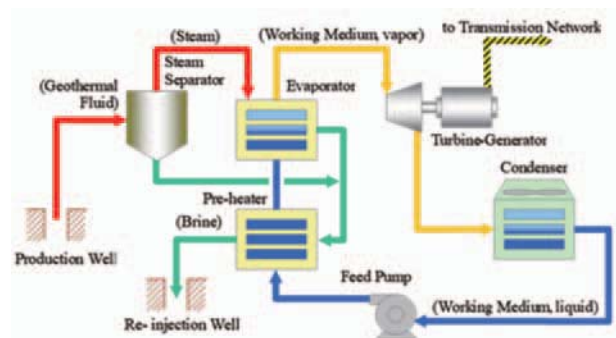 (Steam)
(Working Medium, vapor)
to Transmission Network
Steam
Separator
(Geothermal
Fluid)
Evaporator
Turbine-Generator
Condenser
Pre-heater
(Brine)
Production Well
Feed Pump
(Working Medium, liquid)
Re- injection Well